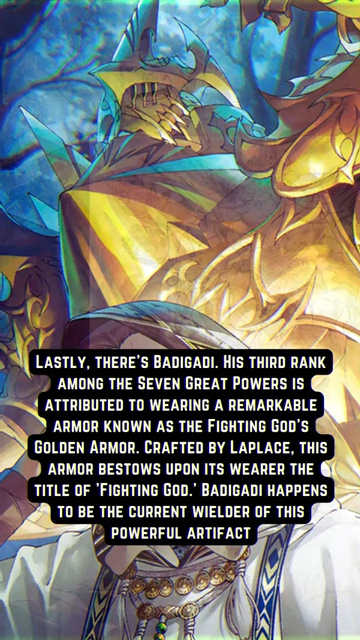 Lastly, there's Badigadi. His third rank
among the Seven Great Powers is
attributed to wearing a remarkable
armor known as the Fighting God's
Golden Armor. Crafted by Laplace, this
armor bestows upon its wearer the
title of 'Fighting God.' Badigadi happens
to be the current wielder of this
powerful artifact